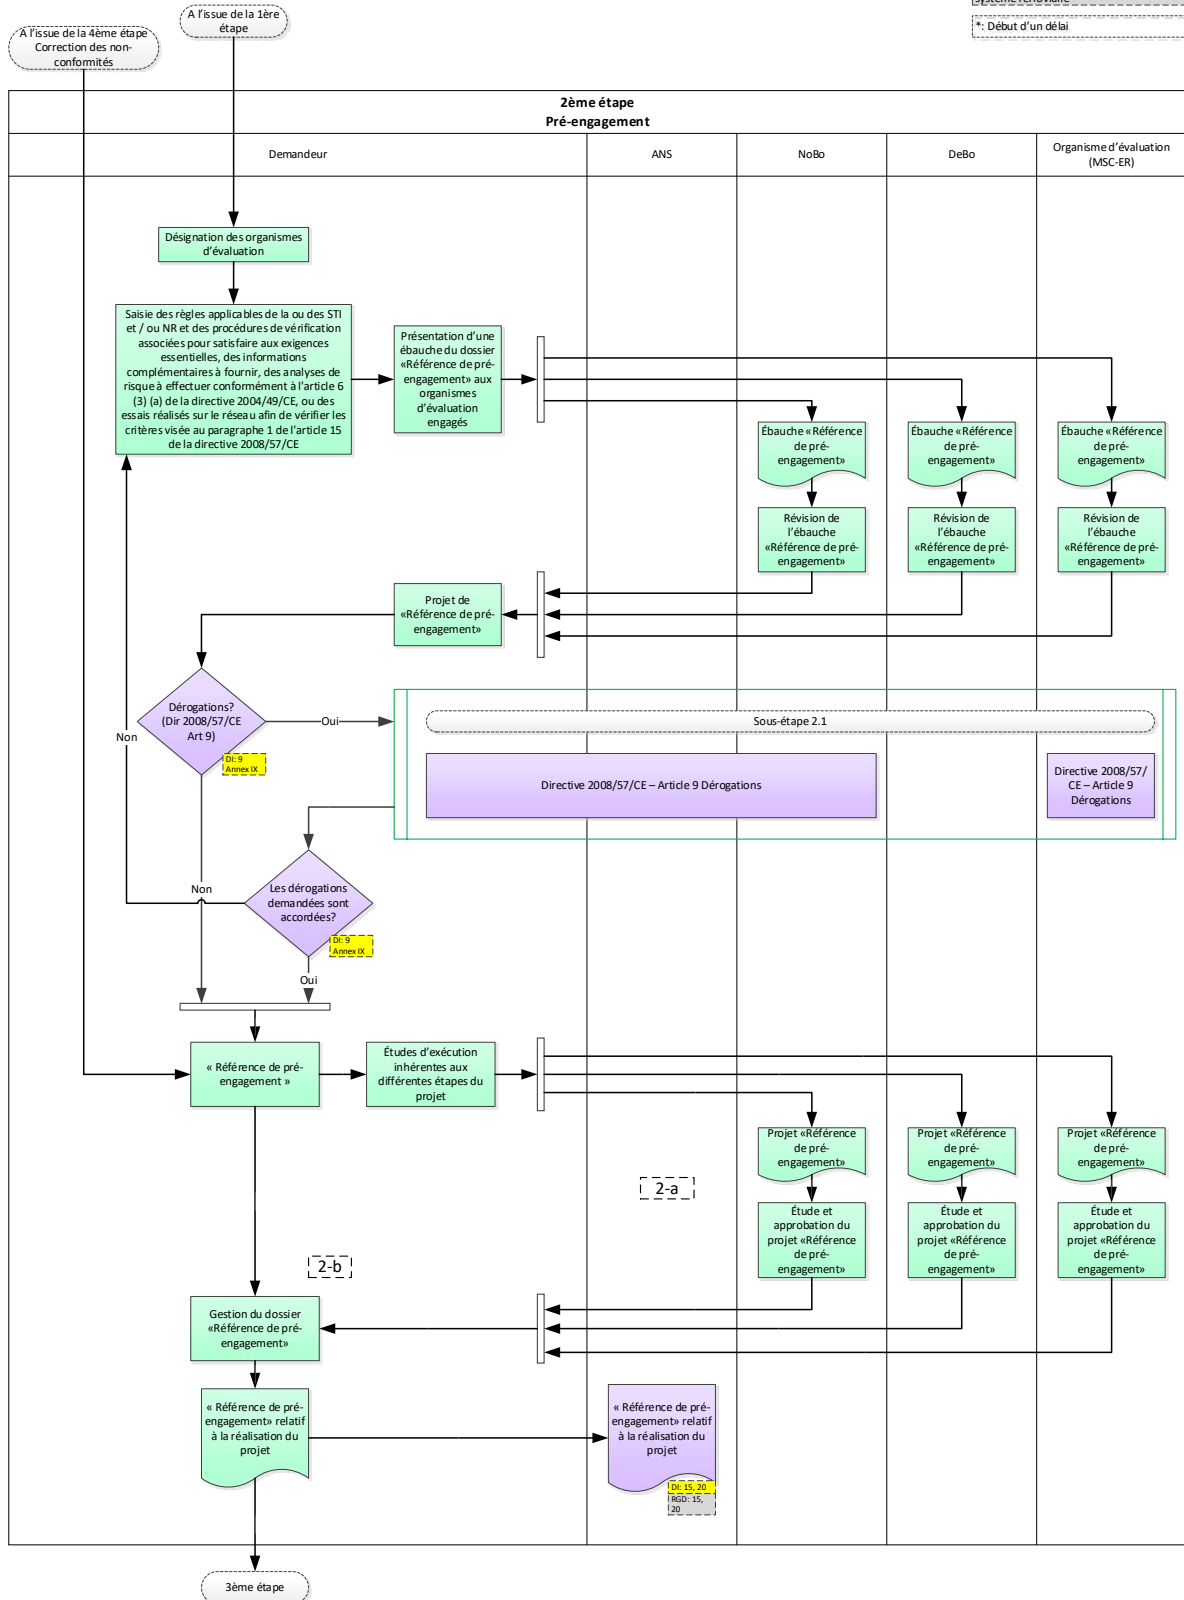 système ferroviaire
*: Début d'un délai
A l'issue de la 1ère
étape
A l'issue de la 4ème étape
Correction des non-
conformités
2ème étape
Pré-engagement
Demandeur
ANS
NoBo
DeBo
Organisme d'évaluation
(MSC-ER)
Désignation des organismes
d'évaluation
Saisie des règles applicables de la ou des STI
et / ou NR et des procédures de vérification
associées pour satisfaire aux exigences
essentielles, des informations
complémentaires à fournir, des analyses de
risque à effectuer conformément à l'article 6
(3) (a) de la directive 2004/49/CE, ou des
essais réalisés sur le réseau afin de vérifier les
critères visée au paragraphe 1 de l'article 15
de la directive 2008/57/CE
Présentation d'une
ébauche du dossier
«Référence de pré-
engagement» aux
organismes
d'évaluation
engagés
Ébauche «Référence
de pré-
engagement»
Ébauche «Référence
de pré-
engagement»
Ébauche «Référence
de pré-
engagement»
Révision de
l'ébauche
«Référence de pré-
engagement»
Révision de
l'ébauche
«Référence de pré-
engagement»
Révision de
l'ébauche
«Référence de pré-
engagement»
Projet de
«Référence de pré-
engagement»
Dérogations?
(Dir 2008/57/CE
Art 9)
DI: 9
Annex IX
Oui
Non
Sous-étape 2.1
Directive 2008/57/CE – Article 9 Dérogations
Directive 2008/57/
CE – Article 9
Dérogations
Non
Les dérogations
demandées sont
accordées?
DI: 9
Annex IX
Oui
« Référence de pré-
engagement »
Études d'exécution
inhérentes aux
différentes étapes du
projet
Projet «Référence
de pré-
engagement»
Projet «Référence
de pré-
engagement»
Projet «Référence
de pré-
engagement»
2-a
Étude et
approbation du
projet «Référence
de pré-
engagement»
Étude et
approbation du
projet «Référence
de pré-
engagement»
Étude et
approbation du
projet «Référence
de pré-
engagement»
2-b
Gestion du dossier
«Référence de pré-
engagement»
« Référence de pré-
engagement» relatif
à la réalisation du
projet
« Référence de pré-
engagement» relatif
à la réalisation du
projet
DI: 15, 20
RGD: 15,
20
3ème étape